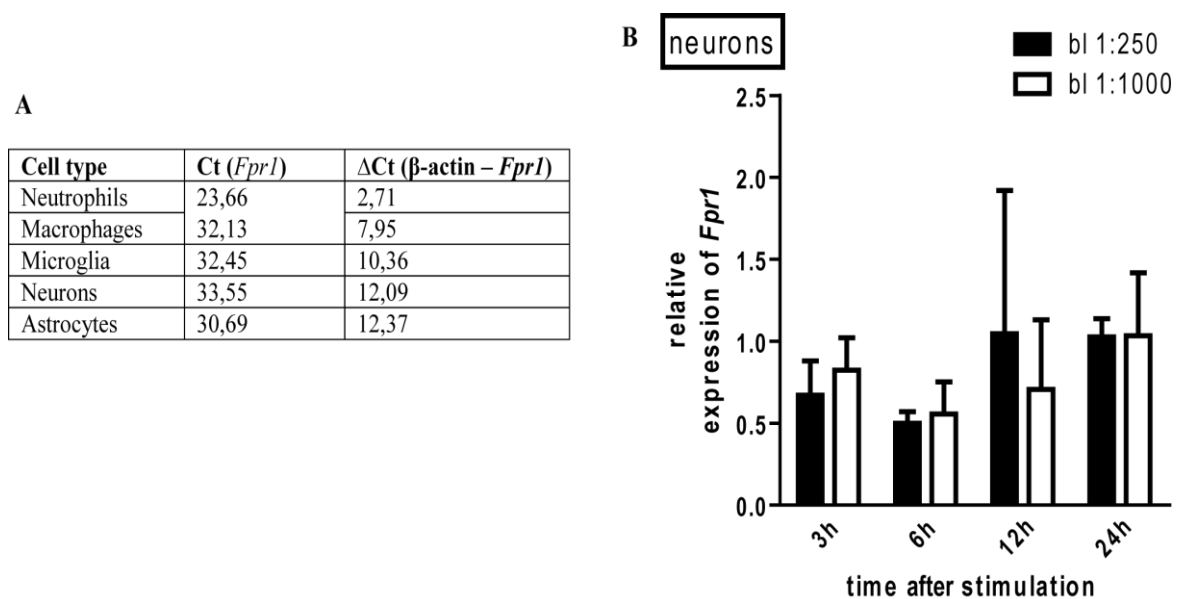 A
Cell type Ct (Fpr1) ΔCt (β-actin – Fpr1)
Neutrophils 23,66 2,71
Macrophages 32,13 7,95
Microglia 32,45 10,36
Neurons 33,55 12,09
Astrocytes 30,69 12,37
B
neurons
bl 1:250
bl 1:1000
relative
expression of Fpr1
2.5
2.0
1.5
1.0
0.5
0.0
3h 6h 12h 24h
time after stimulation